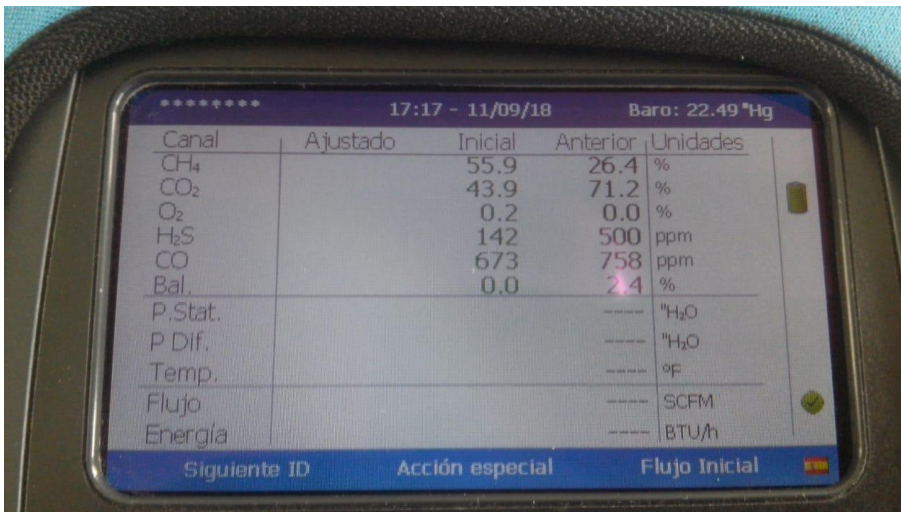 ******** 17:17 - 11/09/18 Baro: 22.49 "Hg
Canal Ajustado Inicial Anterior Unidades
CH₄ 55.9 26.4 %
CO₂ 43.9 71.2 %
O₂ 0.2 0.0 %
H₂S 142 500 ppm
CO 673 758 ppm
Bal. 0.0 2.4 %
P.Stat. ---- "H₂O
P Dif. ---- "H₂O
Temp. ---- °F
Flujo ---- SCFM
Energía ---- BTU/h
Siguiente ID Acción especial Flujo Inicial